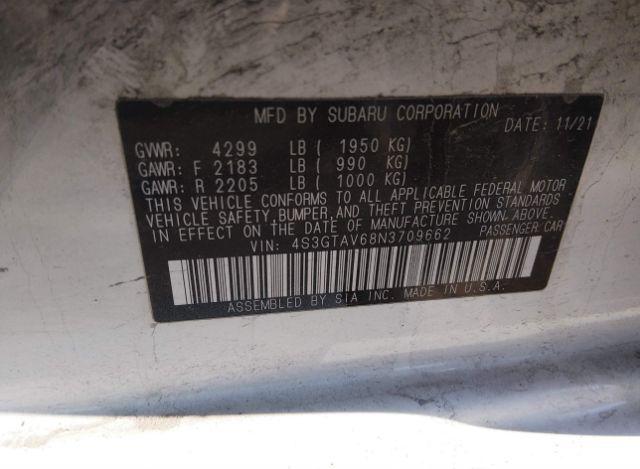 MFD BY SUBARU CORPORATION
DATE: 11/21
GVWR: 4299 LB ( 1950 KG)
GAWR: F 2183 LB ( 990 KG)
GAWR: R 2205 LB ( 1000 KG)
THIS VEHICLE CONFORMS TO ALL APPLICABLE FEDERAL MOTOR
VEHICLE SAFETY, BUMPER, AND THEFT PREVENTION STANDARDS
IN EFFECT ON THE DATE OF MANUFACTURE SHOWN ABOVE.
VIN: 4S3GTAV68N3709662 PASSENGER CAR
ASSEMBLED BY SIA INC. MADE IN U.S.A.